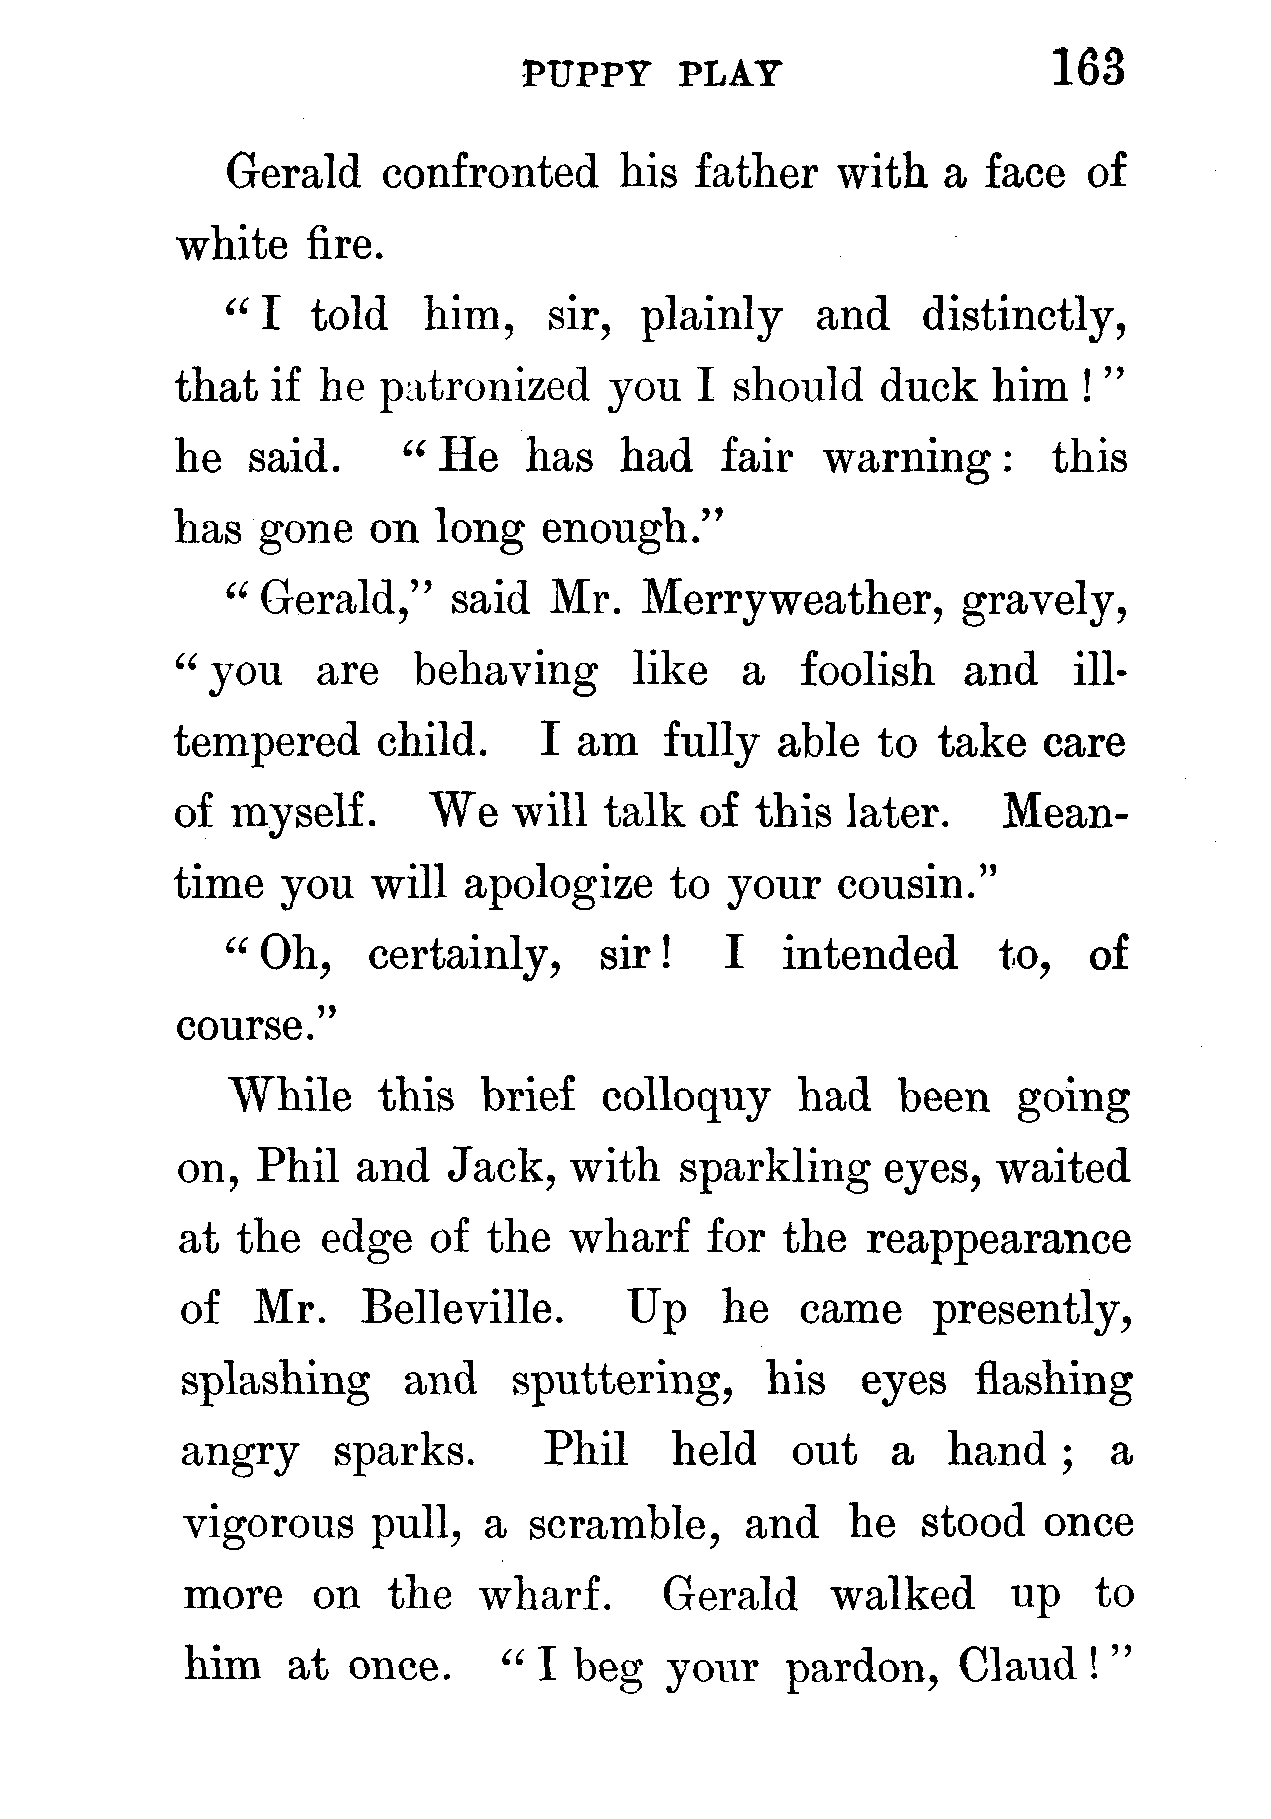 PUPPY PLAY 163
Gerald confronted his father with a face of
white fire.
“ I told him, sir, plainly and distinctly,
that if he patronized you I should duck him ! ”
he said. “ He has had fair warning : this
has gone on long enough.”
“ Gerald,” said Mr. Merryweather, gravely,
“ you are behaving like a foolish and ill-
tempered child. I am fully able to take care
of myself. We will talk of this later. Mean-
time you will apologize to your cousin.”
“ Oh, certainly, sir ! I intended to, of
course.”
While this brief colloquy had been going
on, Phil and Jack, with sparkling eyes, waited
at the edge of the wharf for the reappearance
of Mr. Belleville. Up he came presently,
splashing and sputtering, his eyes flashing
angry sparks. Phil held out a hand ; a
vigorous pull, a scramble, and he stood once
more on the wharf. Gerald walked up to
him at once. “ I beg your pardon, Claud ! ”